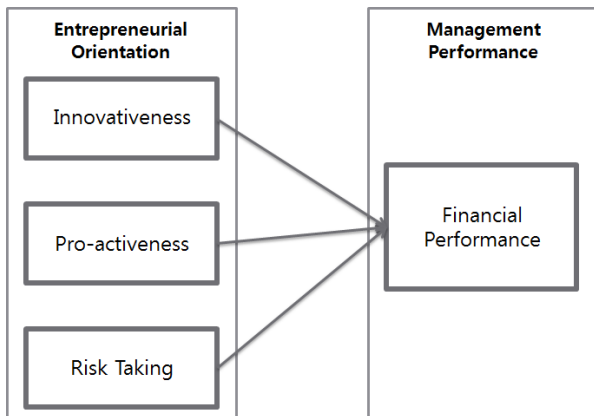 Entrepreneurial
Orientation
Innovativeness
Pro-activeness
Risk Taking
Management
Performance
Financial
Performance